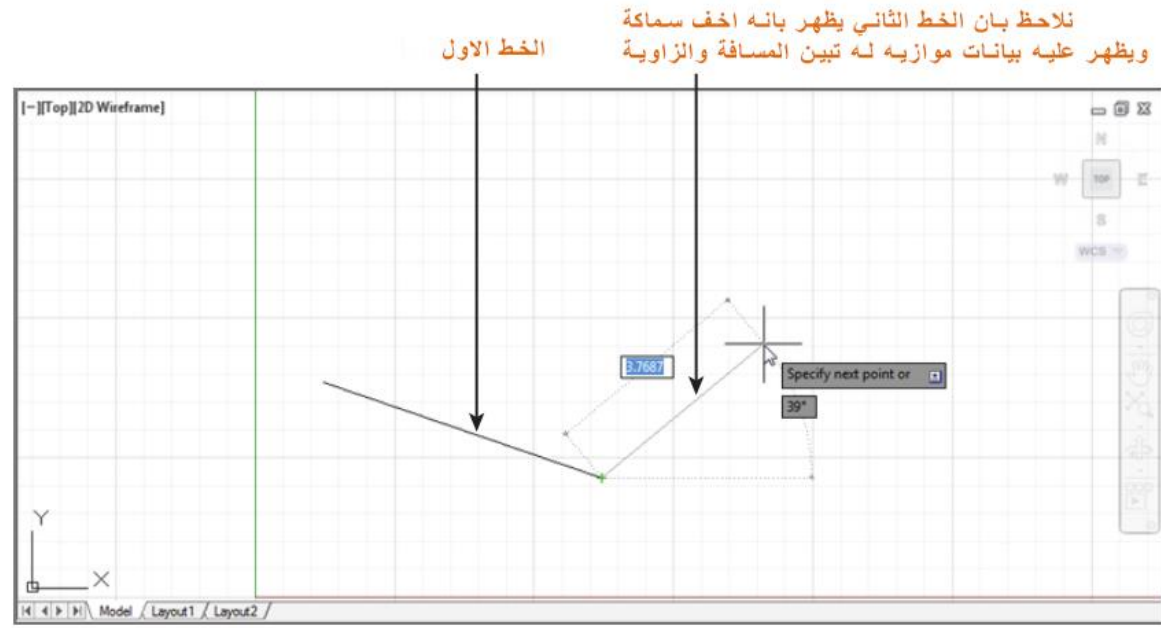 نلاحظ بان الخط الثاني يظهر بانه اخف سماكة
ويظهر عليه بيانات موازيه له تبين المسافة والزاوية
الخط الاول
[−][Top][2D Wireframe]
N
W
TOP
E
S
WCS
3.7687
Specify next point or
39°
Y
X
Model
Layout1
Layout2